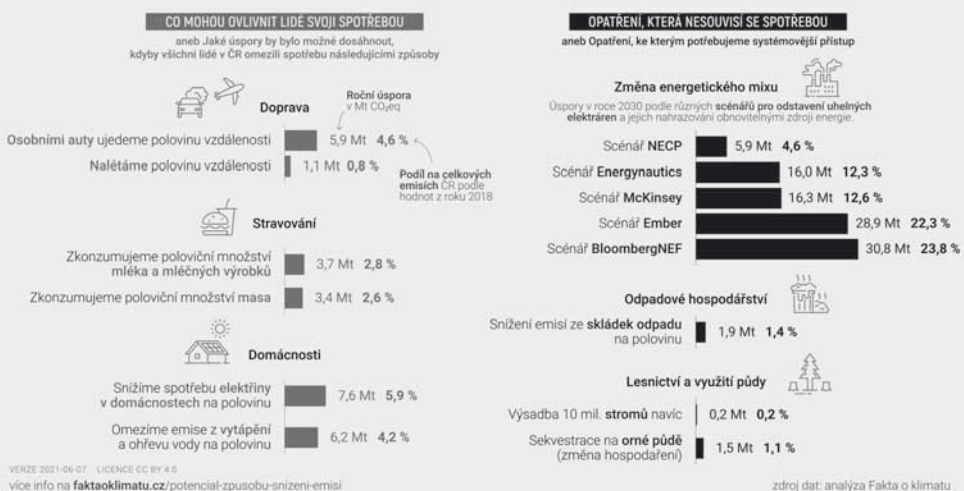 CO MOHOU OVLIVNIT LIDÉ SVOJI SPOTŘEBOU
aneb Jaké úspory by bylo možné dosáhnout,
kdyby všichni lidé v ČR omezili spotřebu následujícími způsoby
Doprava
Roční úspora
v Mt CO₂eq
Osobními auty ujedeme polovinu vzdálenosti
5,9 Mt 4,6 %
Nalétáme polovinu vzdálenosti
1,1 Mt 0,8 %
Podíl na celkových
emisích ČR podle
hodnot z roku 2018
Stravování
Zkonzumujeme poloviční množství
mléka a mléčných výrobků
3,7 Mt 2,8 %
Zkonzumujeme poloviční množství masa
3,4 Mt 2,6 %
Domácnosti
Snížíme spotřebu elektřiny
v domácnostech na polovinu
7,6 Mt 5,9 %
Omezíme emise z vytápění
a ohřevu vody na polovinu
6,2 Mt 4,2 %
OPATŘENÍ, KTERÁ NESOUVISÍ SE SPOTŘEBOU
aneb Opatření, ke kterým potřebujeme systémovější přístup
Změna energetického mixu
Úspory v roce 2030 podle různých scénářů pro odstavení uhelných
elektráren a jejich nahrazování obnovitelnými zdroji energie.
Scénář NECP
5,9 Mt 4,6 %
Scénář Energynautics
16,0 Mt 12,3 %
Scénář McKinsey
16,3 Mt 12,6 %
Scénář Ember
28,9 Mt 22,3 %
Scénář BloombergNEF
30,8 Mt 23,8 %
Odpadové hospodářství
Snížení emisí ze skládek odpadu
na polovinu
1,9 Mt 1,4 %
Lesnictví a využití půdy
Výsadba 10 mil. stromů navíc
0,2 Mt 0,2 %
Sekvestrace na orné půdě
(změna hospodaření)
1,5 Mt 1,1 %
VERZE 2021-06-07 LICENCE CC BY 4.0
více info na faktaoklimatu.cz/potencial-zpusobu-snizeni-emisi
zdroj dat: analýza Fakta o klimatu